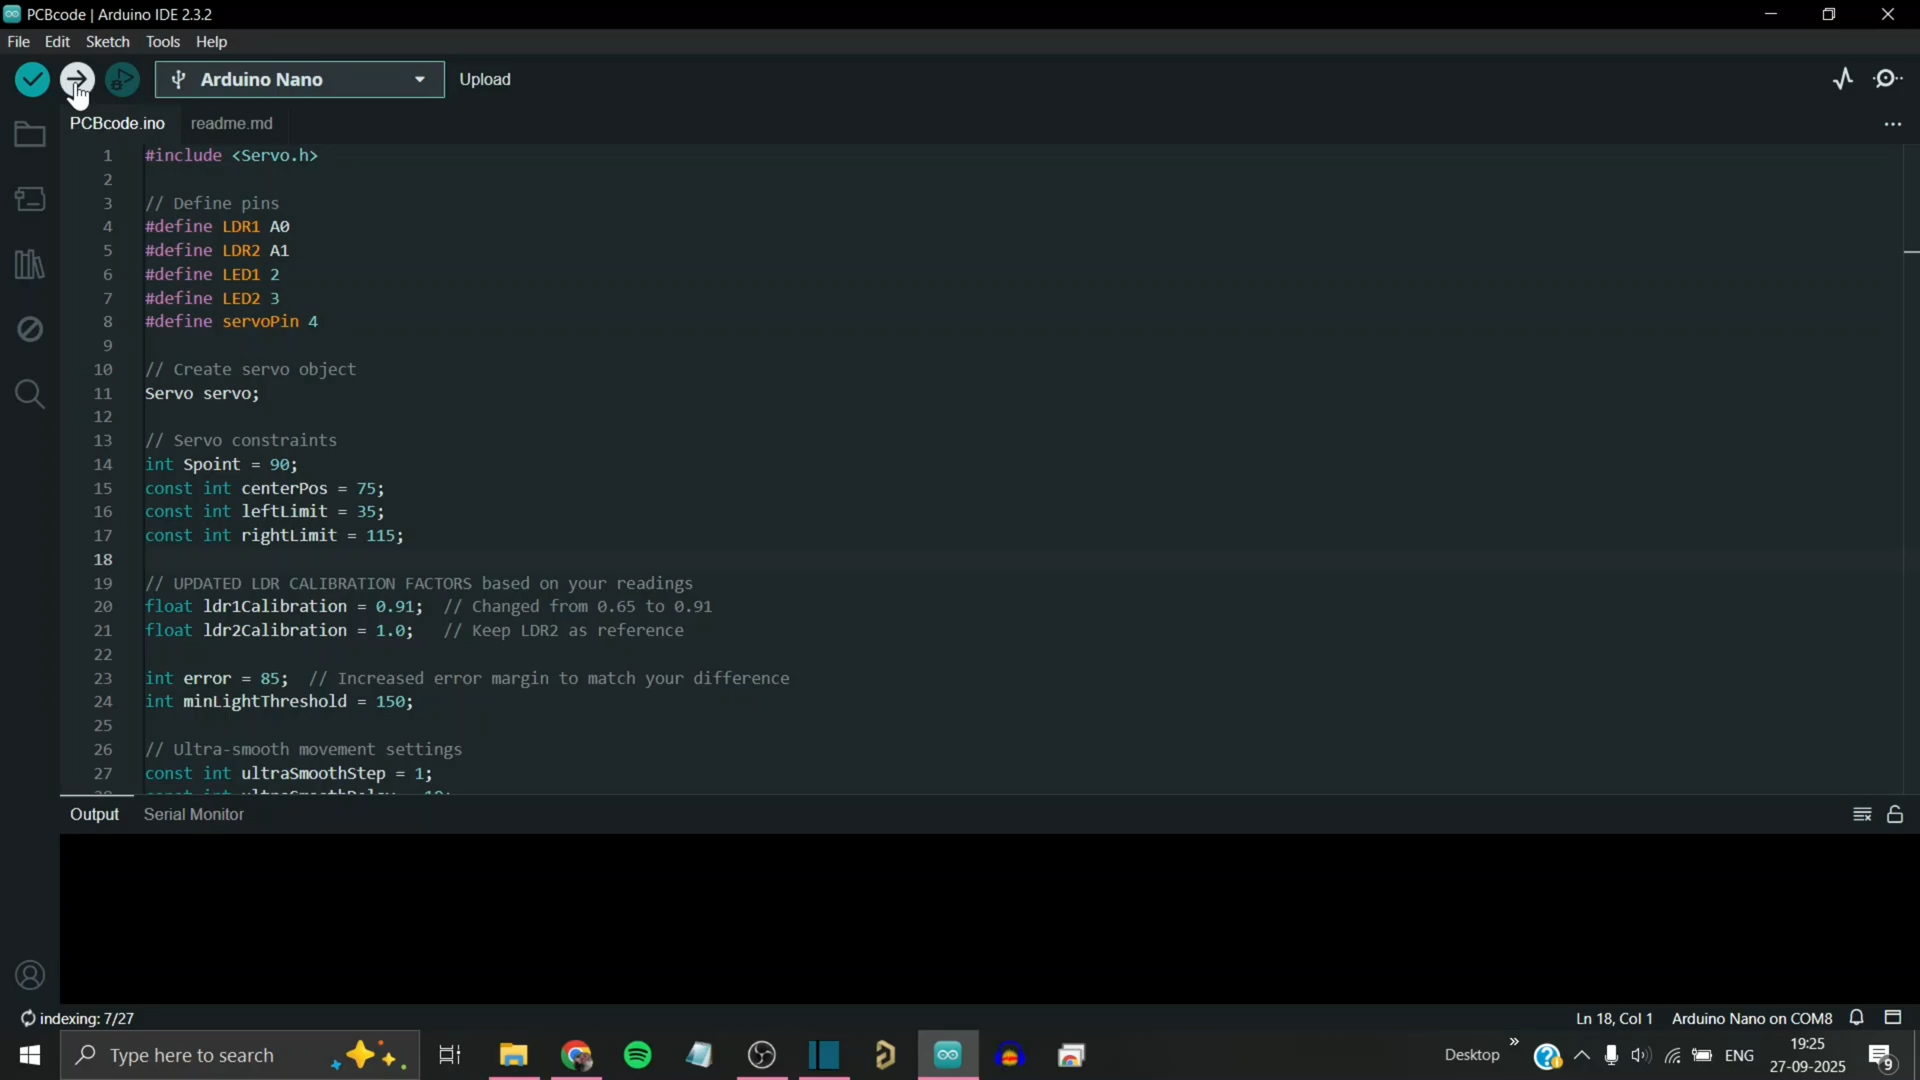 PCBcode | Arduino IDE 2.3.2
File Edit Sketch Tools Help
Arduino Nano Upload
PCBcode.ino readme.md
1 #include <Servo.h>
2
3 // Define pins
4 #define LDR1 A0
5 #define LDR2 A1
6 #define LED1 2
7 #define LED2 3
8 #define servoPin 4
9
10 // Create servo object
11 Servo servo;
12
13 // Servo constraints
14 int Spoint = 90;
15 const int centerPos = 75;
16 const int leftLimit = 35;
17 const int rightLimit = 115;
18
19 // UPDATED LDR CALIBRATION FACTORS based on your readings
20 float ldr1Calibration = 0.91; // Changed from 0.65 to 0.91
21 float ldr2Calibration = 1.0; // Keep LDR2 as reference
22
23 int error = 85; // Increased error margin to match your difference
24 int minLightThreshold = 150;
25
26 // Ultra-smooth movement settings
27 const int ultraSmoothStep = 1;
Output Serial Monitor
indexing: 7/27 Ln 18, Col 1 Arduino Nano on COM8
Type here to search Desktop » ENG 19:25
27-09-2025 9